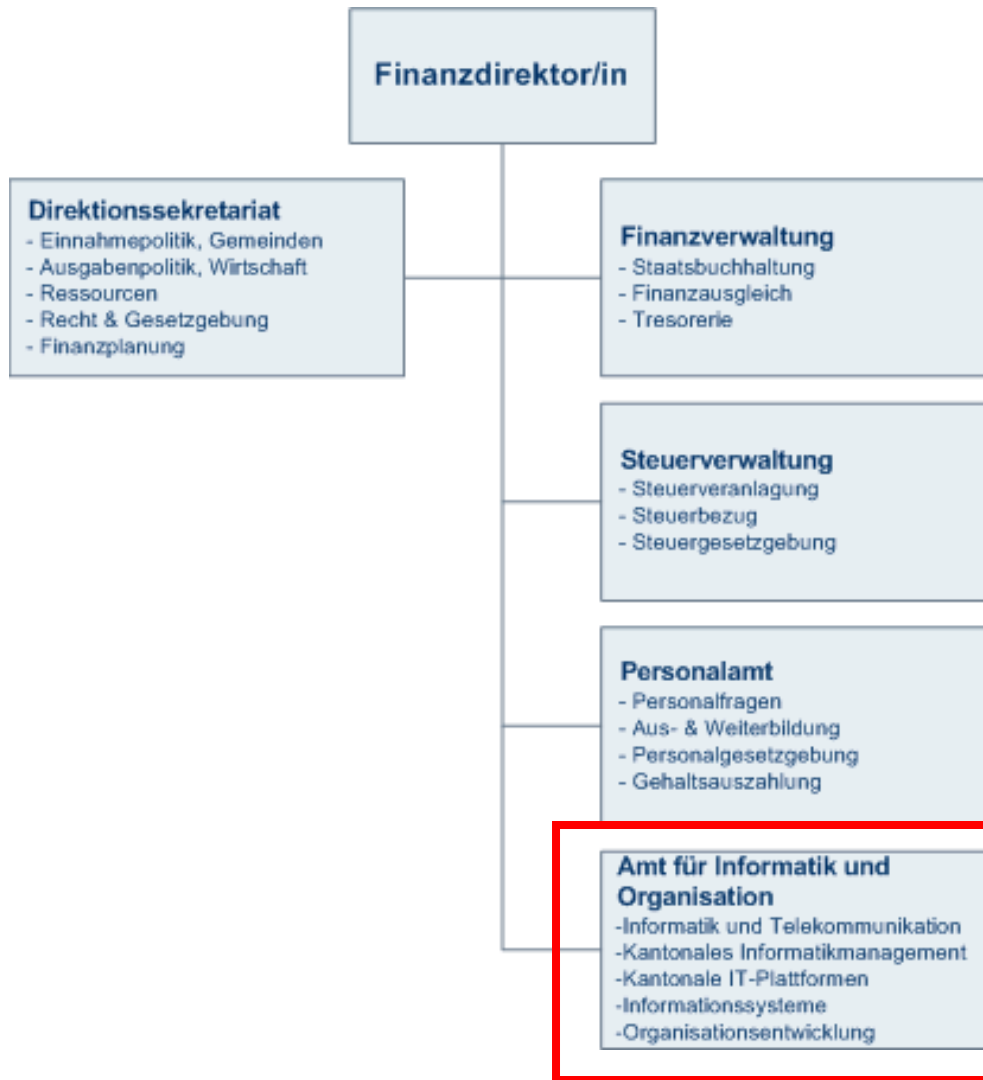 Finanzdirektor/in
Direktionssekretariat
- Einnahmepolitik, Gemeinden
- Ausgabenpolitik, Wirtschaft
- Ressourcen
- Recht & Gesetzgebung
- Finanzplanung
Finanzverwaltung
- Staatsbuchhaltung
- Finanzausgleich
- Tresorerie
Steuerverwaltung
- Steuerveranlagung
- Steuerbezug
- Steuergesetzgebung
Personalamt
- Personalfragen
- Aus- & Weiterbildung
- Personalgesetzgebung
- Gehaltsauszahlung
Amt für Informatik und
Organisation
-Informatik und Telekommunikation
-Kantonales Informatikmanagement
-Kantonale IT-Plattformen
-Informationssysteme
-Organisationsentwicklung